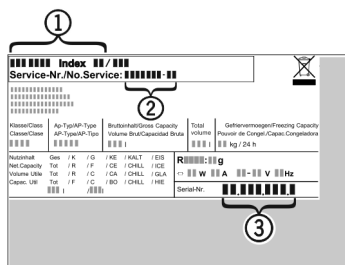 1
Index /
Service-Nr./No.Service: -
2
Klasse/Class Ap-Typ/AP-Type Bruttoinhalt/Gross Capacity Total Gefriervermoegen/Freezing Capacity
Classe/Clase AP-Type/AP-Tipo Volume Brut/Capacidad Bruta volume Pouvoir de Congel./Capac.Congeladora
l l kg / 24 h
Nutzinhalt Ges / K / G / KE / KALT / EIS
Net.Capacity Tot / R / F / CE / CHILL / ICE
Volume Utile Tot / R / C / CA / CHILL / GLA
Capec. Util Tot / F / C / BO / CHILL / HIE
l / l
R : g
W A - V Hz
Serial-Nr. . . .
3